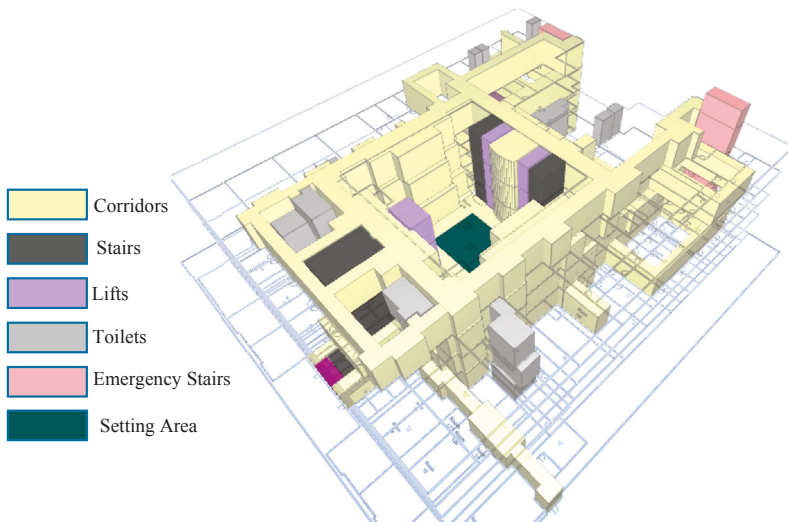 Corridors
Stairs
Lifts
Toilets
Emergency Stairs
Setting Area